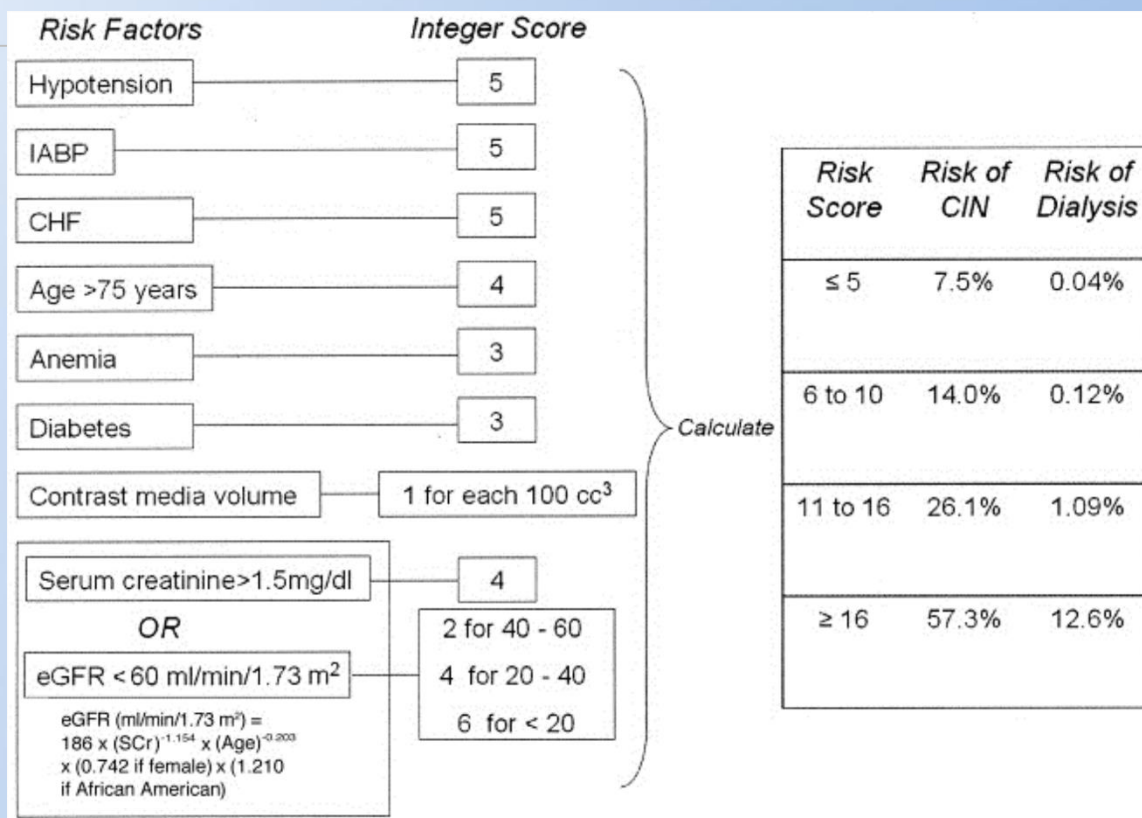 Risk Factors Integer Score
Hypotension 5
IABP 5
CHF 5
Age >75 years 4
Anemia 3
Diabetes 3
Contrast media volume 1 for each 100 cc³
Serum creatinine>1.5mg/dl 4
OR
eGFR <60 ml/min/1.73 m²
2 for 40 - 60
4 for 20 - 40
6 for < 20
eGFR (ml/min/1.73 m²) =
186 x (SCr)⁻¹·¹⁵⁴ x (Age)⁻⁰·²⁰³
x (0.742 if female) x (1.210
if African American)
Calculate
Risk Risk of Risk of
Score CIN Dialysis
≤ 5 7.5% 0.04%
6 to 10 14.0% 0.12%
11 to 16 26.1% 1.09%
≥ 16 57.3% 12.6%